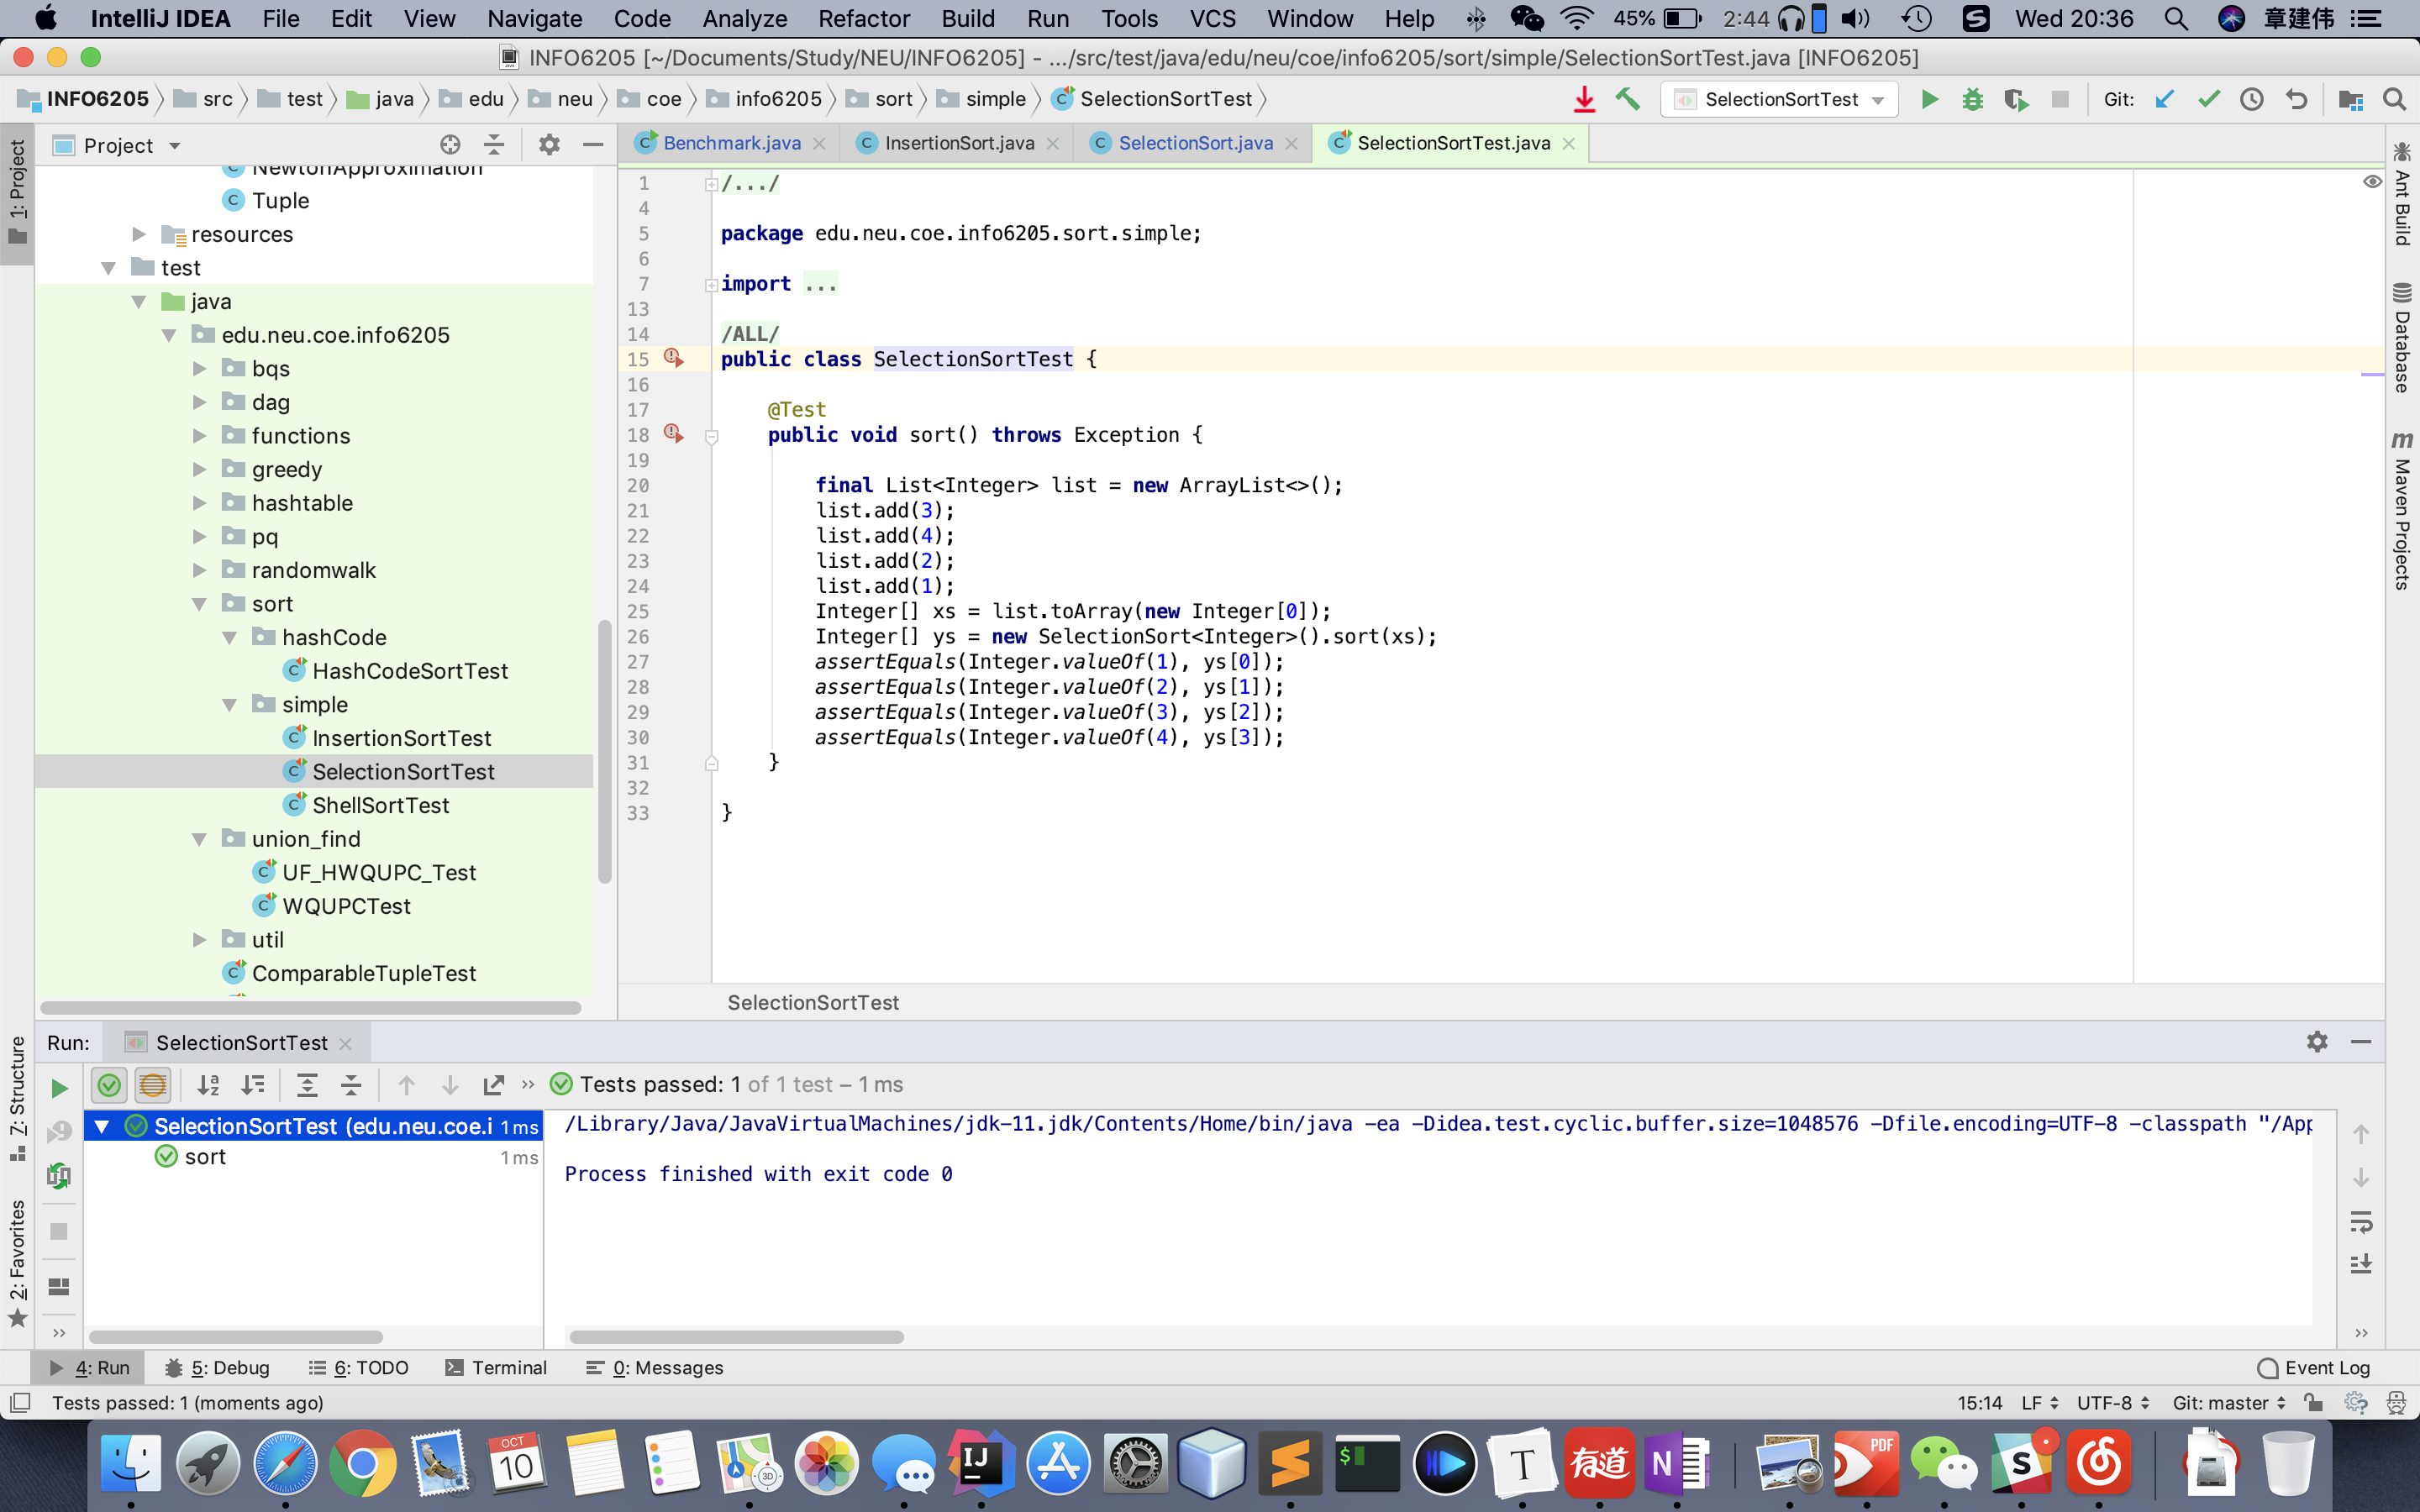 IntelliJ IDEA File Edit View Navigate Code Analyze Refactor Build Run Tools VCS Window Help 45% 2:44 Wed 20:36 章建伟
INFO6205 [~/Documents/Study/NEU/INFO6205] - .../src/test/java/edu/neu/coe/info6205/sort/simple/SelectionSortTest.java [INFO6205]
INFO6205 src test java edu neu coe info6205 sort simple SelectionSortTest SelectionSortTest Git:
Project
Benchmark.java InsertionSort.java SelectionSort.java SelectionSortTest.java
1: Project
7: Structure
2: Favorites
NewtonApproximation
Tuple
resources
test
java
edu.neu.coe.info6205
bqs
dag
functions
greedy
hashtable
pq
randomwalk
sort
hashCode
HashCodeSortTest
simple
InsertionSortTest
SelectionSortTest
ShellSortTest
union_find
UF_HWQUPC_Test
WQUPCTest
util
ComparableTupleTest
1 /.../
4
5 package edu.neu.coe.info6205.sort.simple;
6
7 import ...
13
14 /ALL/
15 public class SelectionSortTest {
16
17 @Test
18 public void sort() throws Exception {
19
20 final List<Integer> list = new ArrayList<>();
21 list.add(3);
22 list.add(4);
23 list.add(2);
24 list.add(1);
25 Integer[] xs = list.toArray(new Integer[0]);
26 Integer[] ys = new SelectionSort<Integer>().sort(xs);
27 assertEquals(Integer.valueOf(1), ys[0]);
28 assertEquals(Integer.valueOf(2), ys[1]);
29 assertEquals(Integer.valueOf(3), ys[2]);
30 assertEquals(Integer.valueOf(4), ys[3]);
31 }
32
33 }
SelectionSortTest
Ant Build
Database
Maven Projects
Run: SelectionSortTest
Tests passed: 1 of 1 test – 1 ms
SelectionSortTest (edu.neu.coe.i 1ms
sort 1ms
/Library/Java/JavaVirtualMachines/jdk-11.jdk/Contents/Home/bin/java -ea -Didea.test.cyclic.buffer.size=1048576 -Dfile.encoding=UTF-8 -classpath "/App
Process finished with exit code 0
4: Run 5: Debug 6: TODO Terminal 0: Messages Event Log
Tests passed: 1 (moments ago) 15:14 LF UTF-8 Git: master
OCT
10
3D
IJ
$
T
有道
N
PDF
S